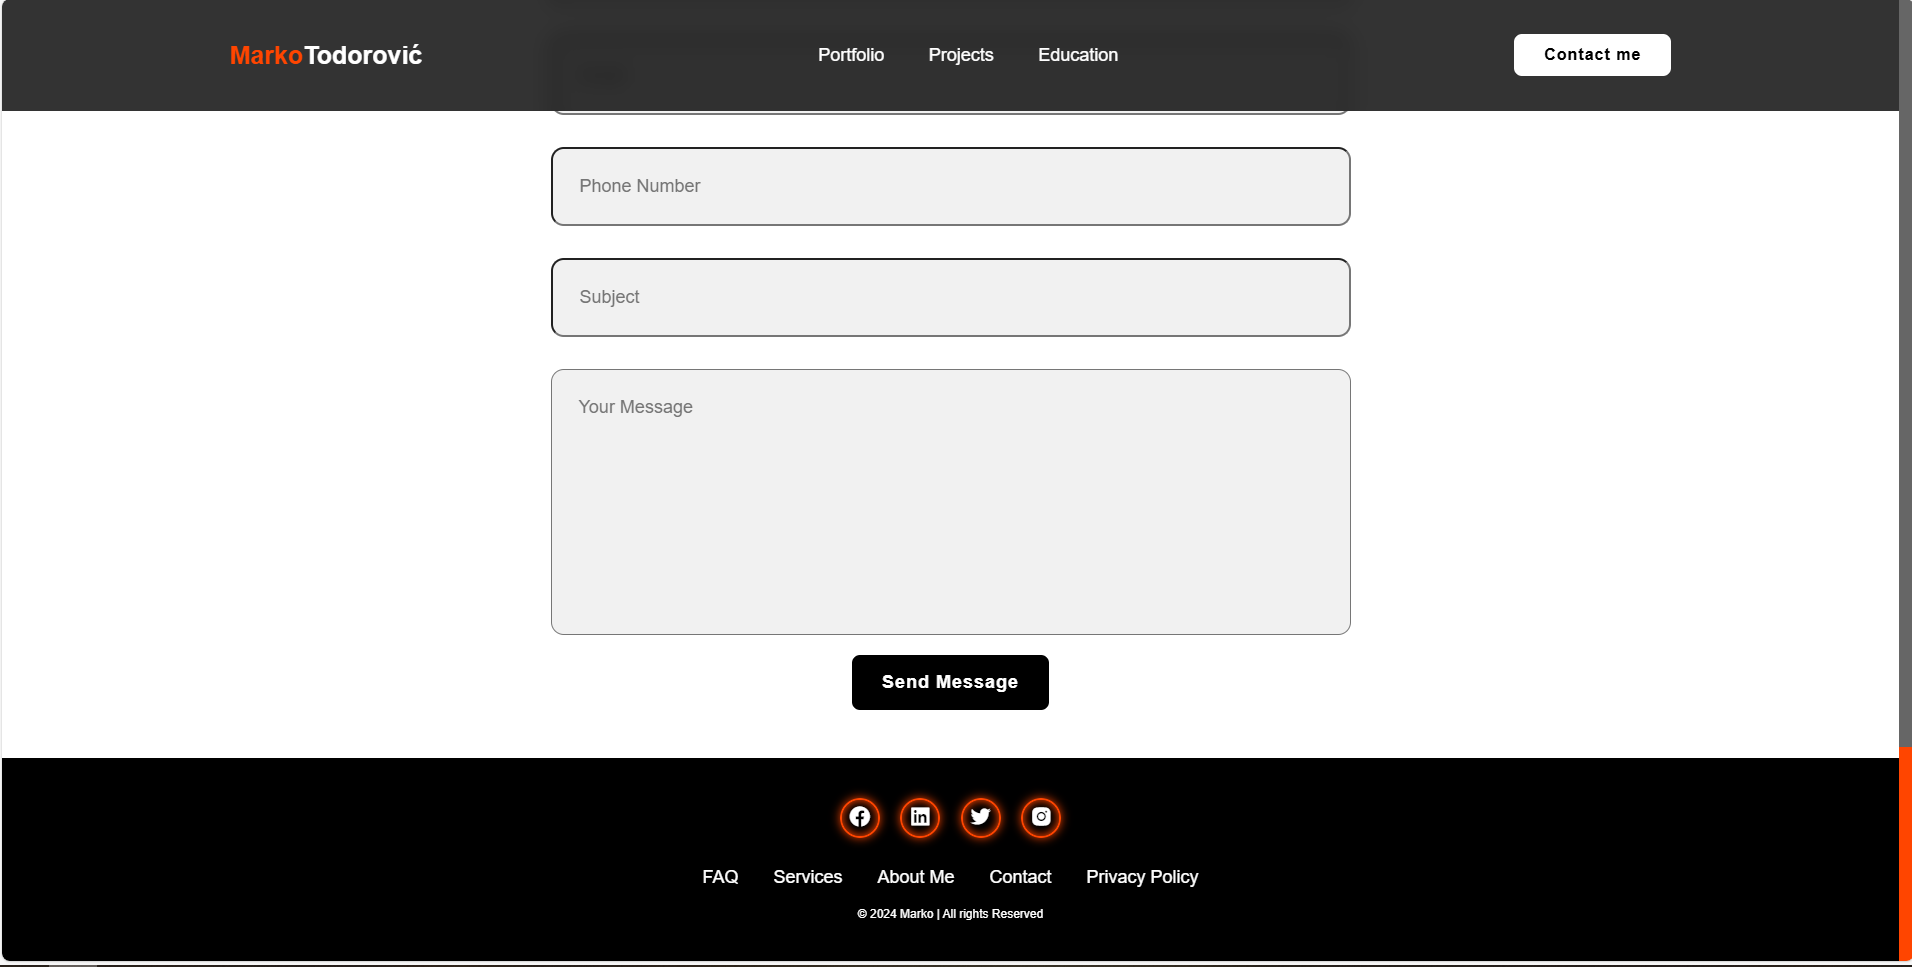 MarkoTodorović Portfolio Projects Education Contact me
Phone Number
Subject
Your Message
Send Message
FAQ Services About Me Contact Privacy Policy
© 2024 Marko | All rights Reserved